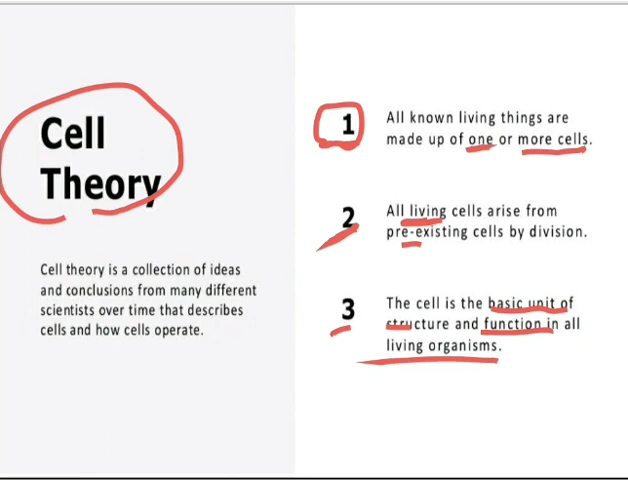 Cell
Theory
Cell theory is a collection of ideas
and conclusions from many different
scientists over time that describes
cells and how cells operate.
1
All known living things are
made up of one or more cells.
2
All living cells arise from
pre-existing cells by division.
3
The cell is the basic unit of
structure and function in all
living organisms.